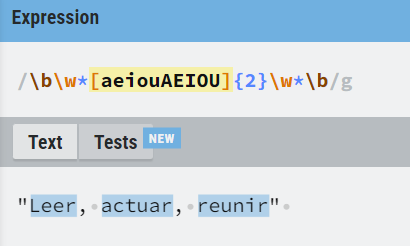 Expression
/\b\w*[aeiouAEIOU]{2}\w*\b/g
Text Tests NEW
"Leer, actuar, reunir"